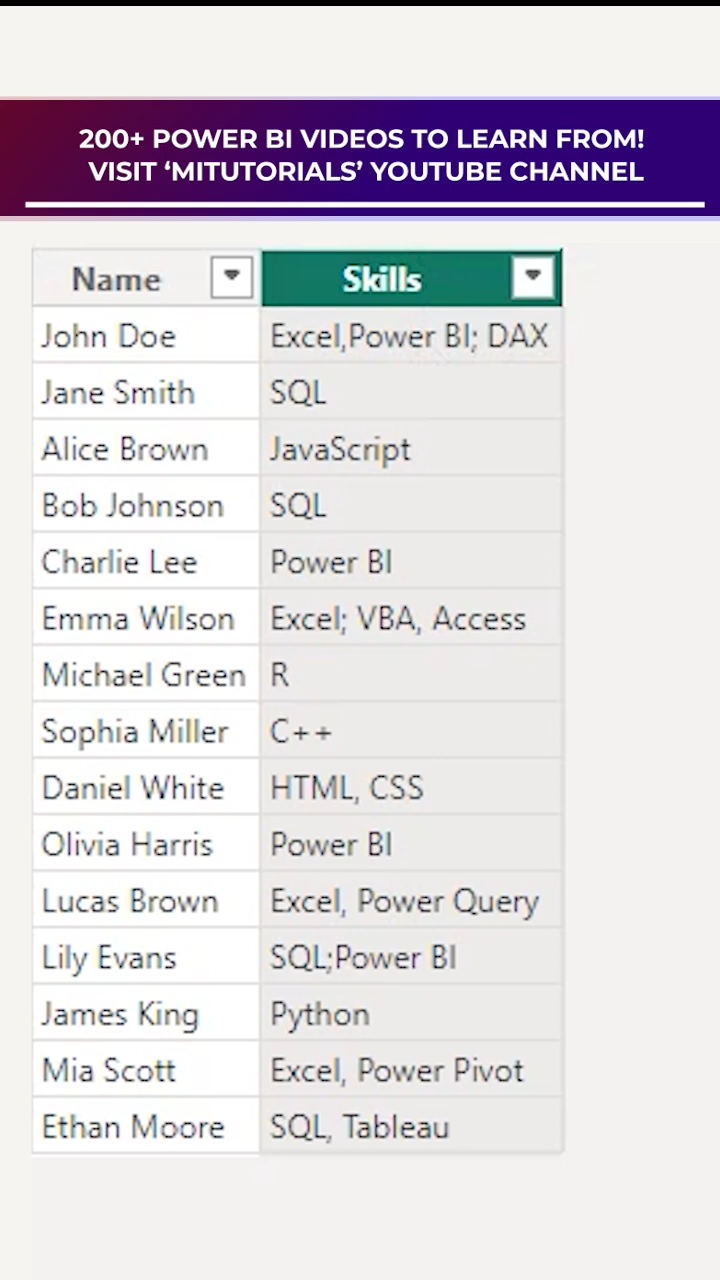 200+ POWER BI VIDEOS TO LEARN FROM!
VISIT ‘MITUTORIALS’ YOUTUBE CHANNEL
Name Skills
John Doe Excel,Power BI; DAX
Jane Smith SQL
Alice Brown JavaScript
Bob Johnson SQL
Charlie Lee Power BI
Emma Wilson Excel; VBA, Access
Michael Green R
Sophia Miller C++
Daniel White HTML, CSS
Olivia Harris Power BI
Lucas Brown Excel, Power Query
Lily Evans SQL;Power BI
James King Python
Mia Scott Excel, Power Pivot
Ethan Moore SQL, Tableau